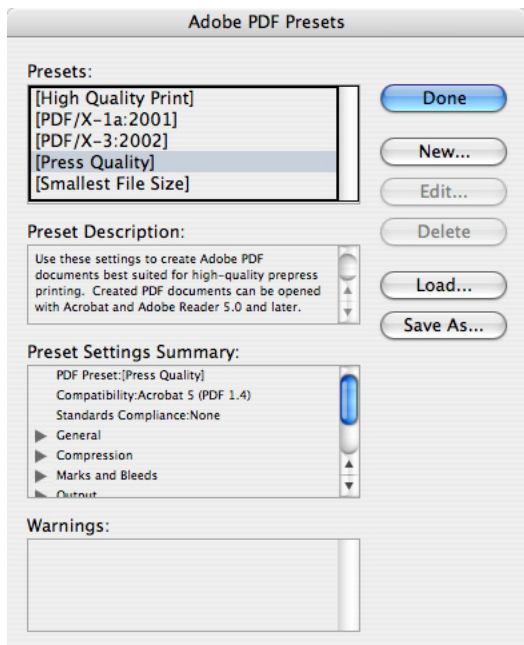 Adobe PDF Presets
Presets:
[High Quality Print]
[PDF/X-1a:2001]
[PDF/X-3:2002]
[Press Quality]
[Smallest File Size]
Done
New...
Edit...
Delete
Load...
Save As...
Preset Description:
Use these settings to create Adobe PDF
documents best suited for high-quality prepress
printing.  Created PDF documents can be opened
with Acrobat and Adobe Reader 5.0 and later.
Preset Settings Summary:
PDF Preset:[Press Quality]
Compatibility:Acrobat 5 (PDF 1.4)
Standards Compliance:None
General
Compression
Marks and Bleeds
Output
Warnings: